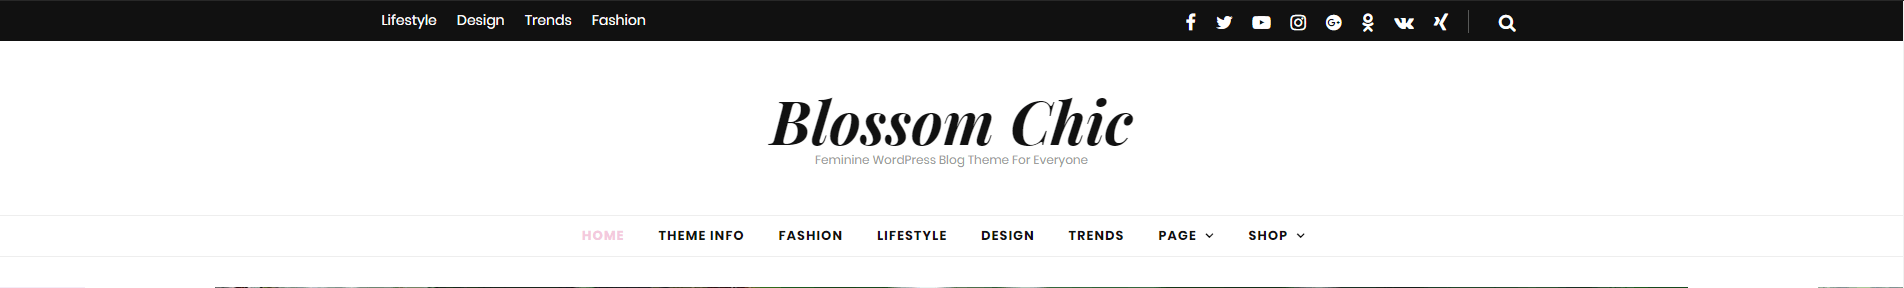 Lifestyle Design Trends Fashion
Blossom Chic
Feminine WordPress Blog Theme For Everyone
HOME THEME INFO FASHION LIFESTYLE DESIGN TRENDS PAGE SHOP